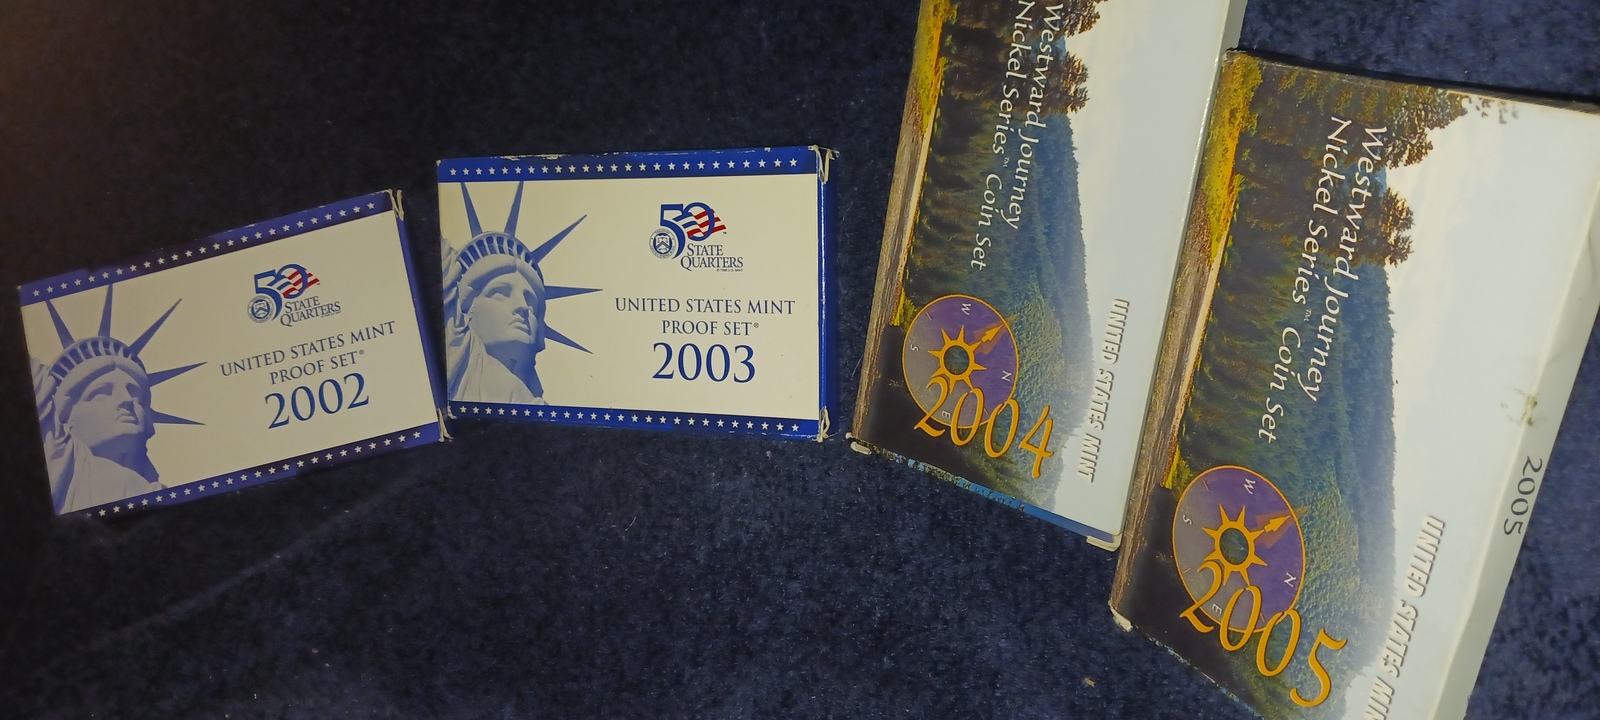 50
STATE
QUARTERS
UNITED STATES MINT
PROOF SET®
2002
50
™
STATE
QUARTERS
UNITED STATES MINT
PROOF SET®
2003
Westward Journey
Nickel Series™ Coin Set
W
S
N
E
2004
UNITED STATES MINT
Westward Journey
Nickel Series™ Coin Set
W
S
N
E
2005
UNITED STATES MIN
2005